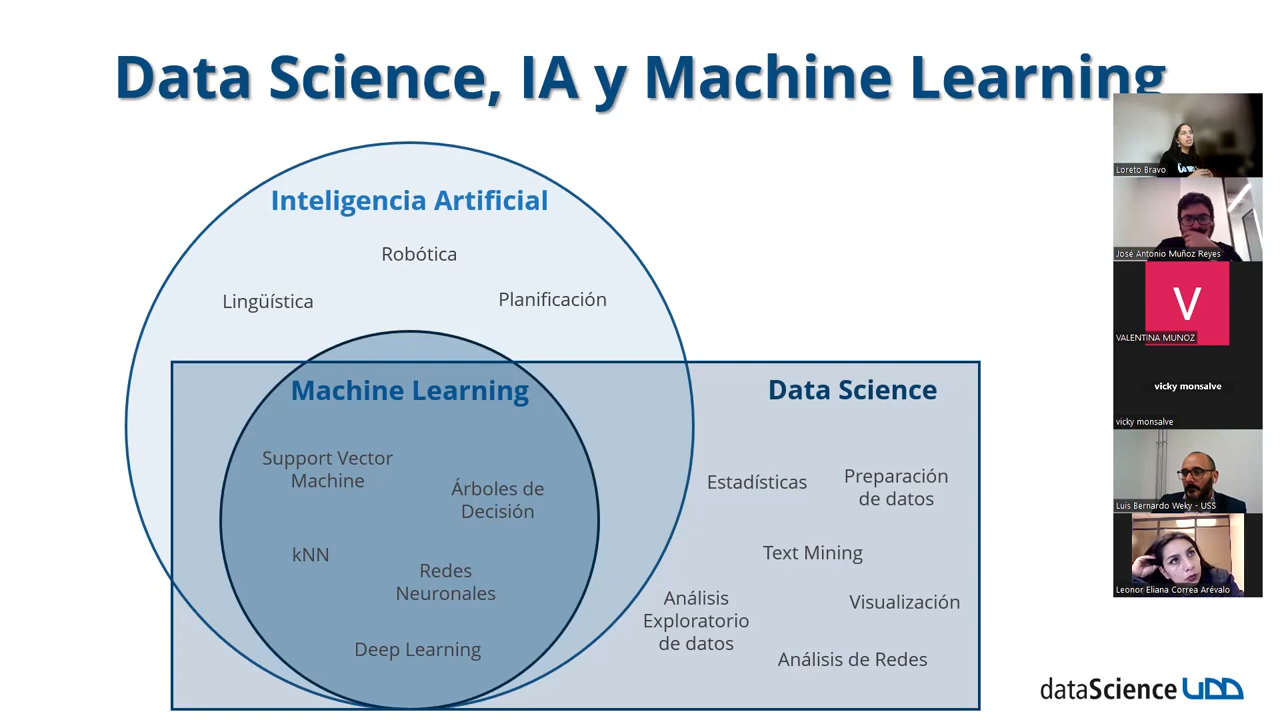 Data Science, IA y Machine Learning
Inteligencia Artificial
Robótica
Lingüística
Planificación
Machine Learning
Data Science
Support Vector
Machine
Árboles de
Decisión
kNN
Redes
Neuronales
Deep Learning
Estadísticas
Preparación
de datos
Text Mining
Análisis
Exploratorio
de datos
Visualización
Análisis de Redes
Loreto Bravo
José Antonio Muñoz Reyes
V
VALENTINA MUNOZ
vicky monsalve
vicky monsalve
Luis Bernardo Weky - USS
Leonor Eliana Correa Arévalo
dataScience UDD